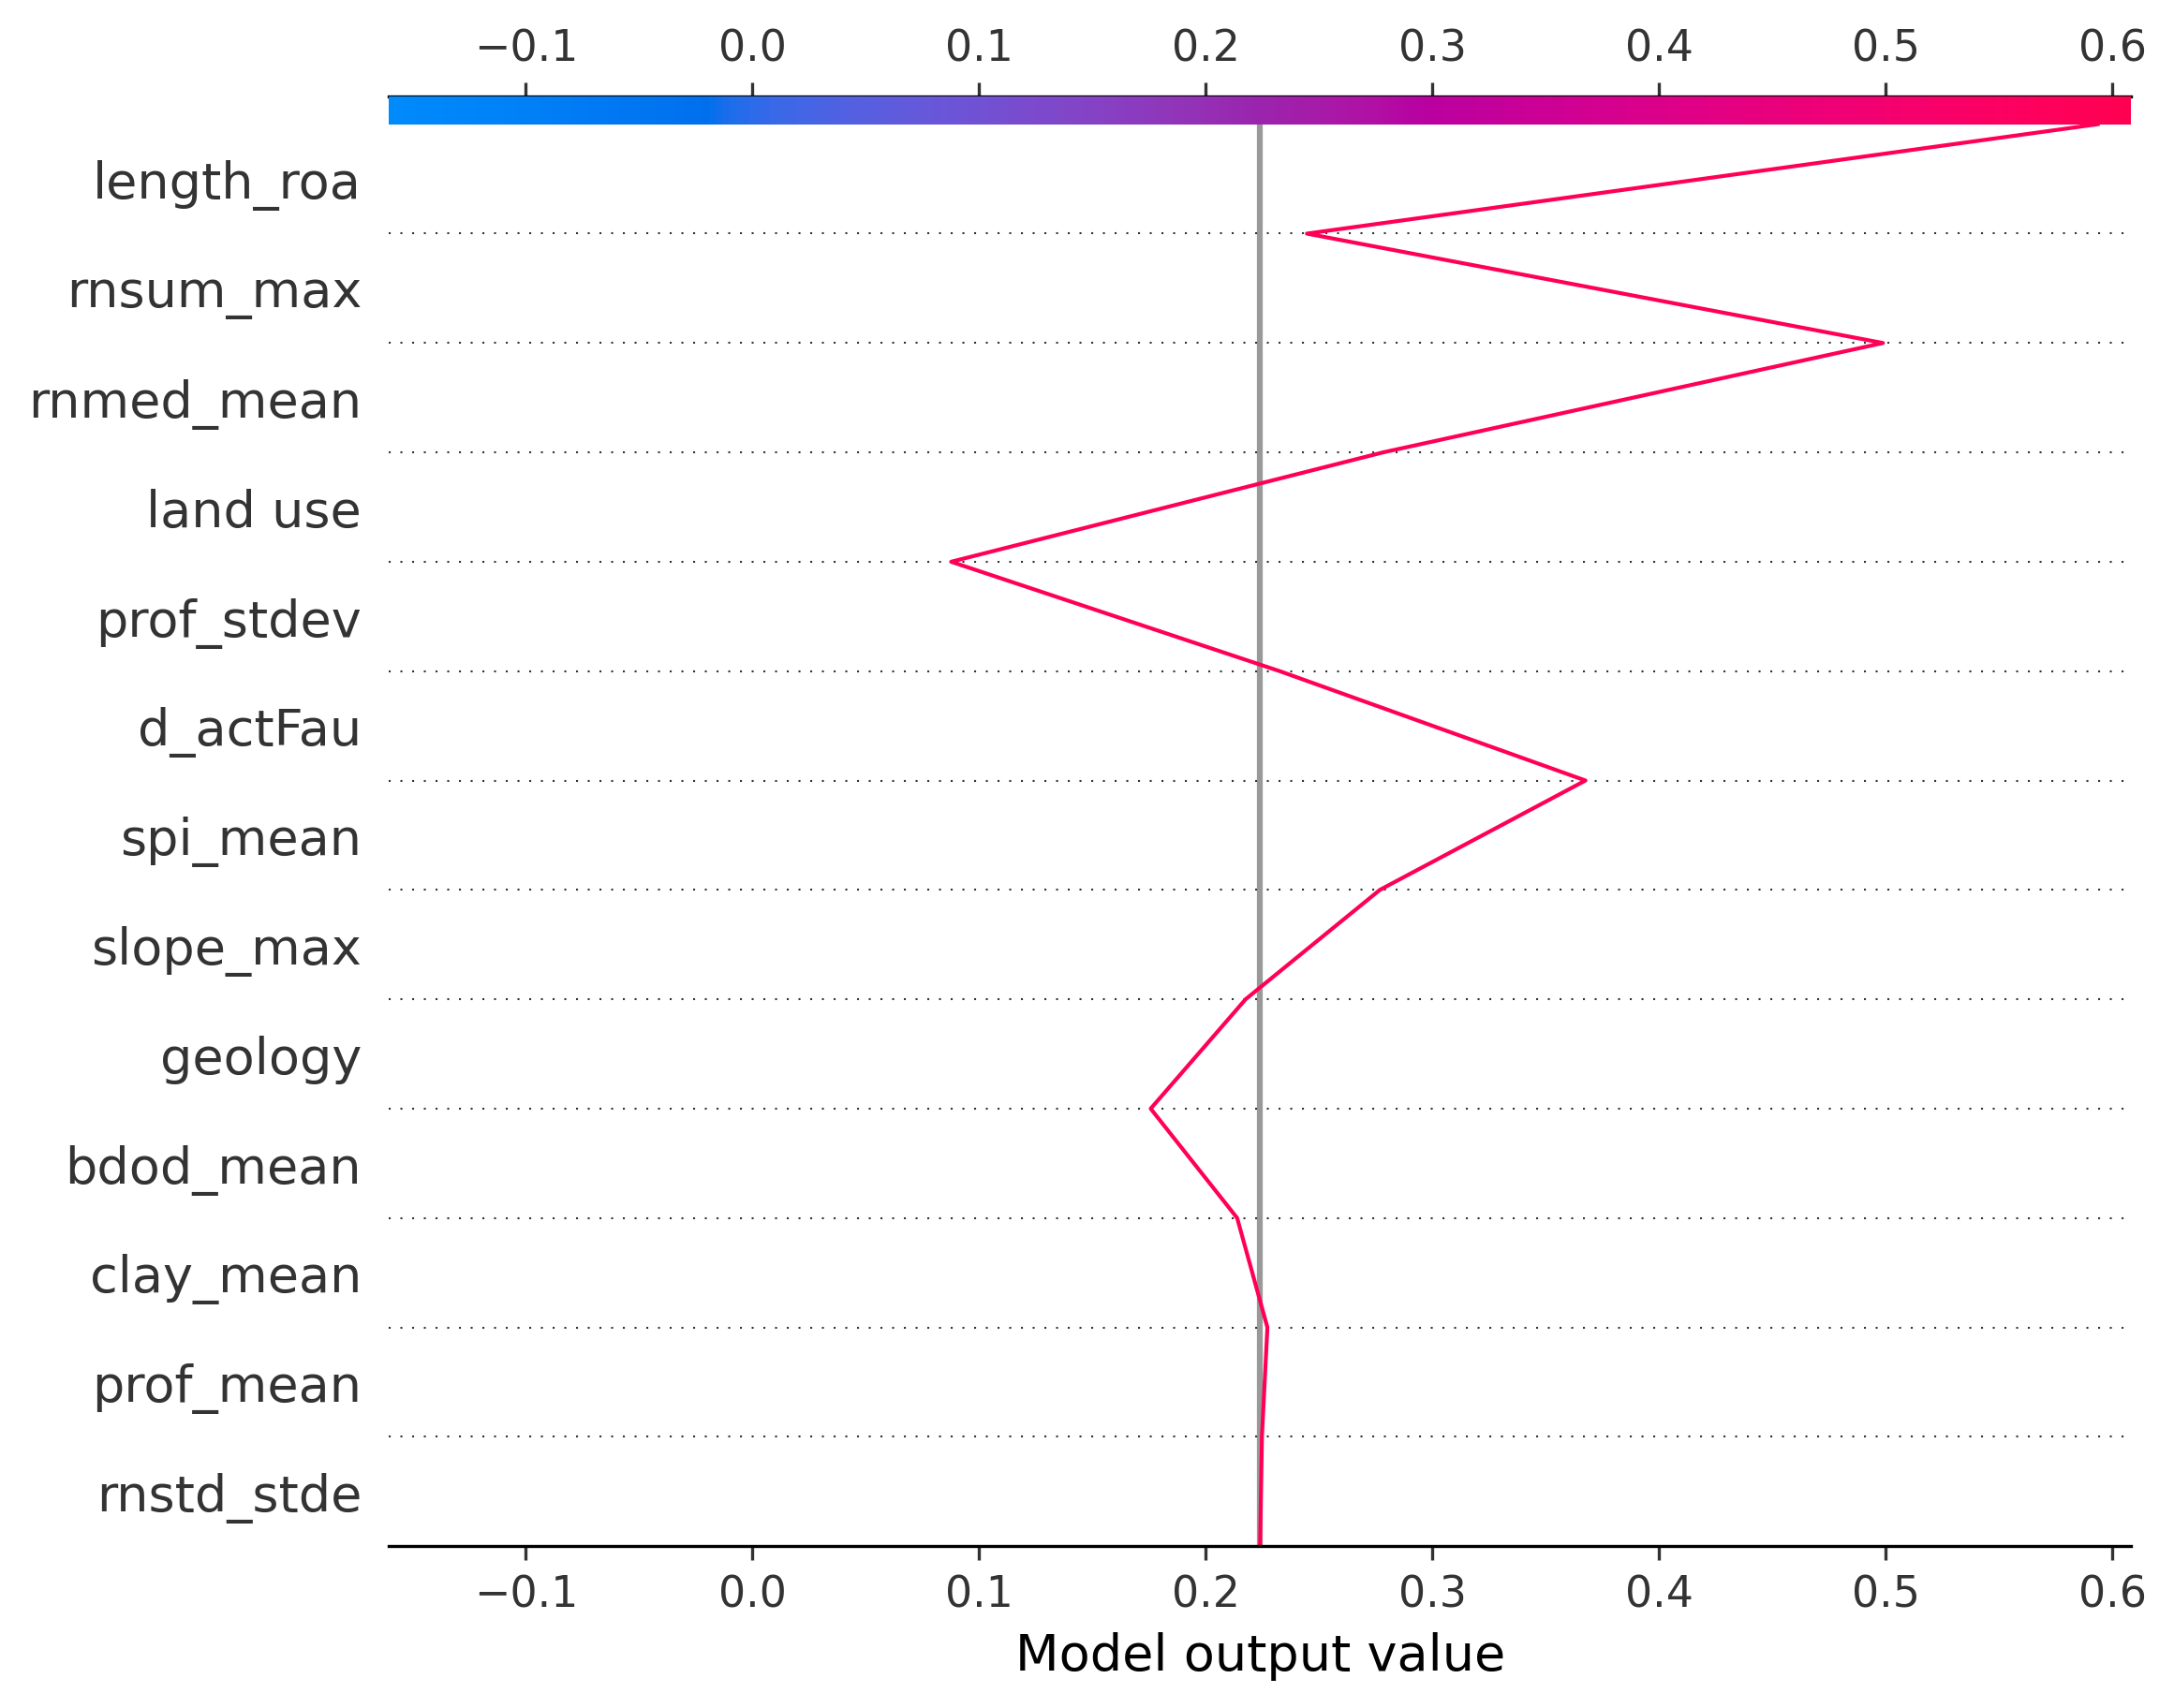 −0.1 0.0 0.1 0.2 0.3 0.4 0.5 0.6
length_roa
rnsum_max
rnmed_mean
land use
prof_stdev
d_actFau
spi_mean
slope_max
geology
bdod_mean
clay_mean
prof_mean
rnstd_stde
−0.1 0.0 0.1 0.2 0.3 0.4 0.5 0.6
Model output value